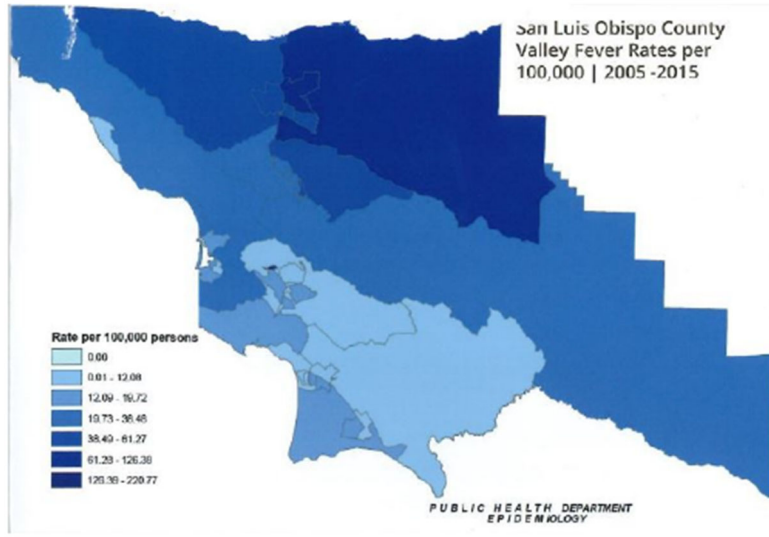 San Luis Obispo County
Valley Fever Rates per
100,000 | 2005 -2015
Rate per 100,000 persons
0.00
0.01 - 12.08
12.09 - 19.72
19.73 - 38.48
38.49 - 61.27
61.28 - 126.38
126.39 - 220.77
PUBLIC HEALTH DEPARTMENT
EPIDEMIOLOGY